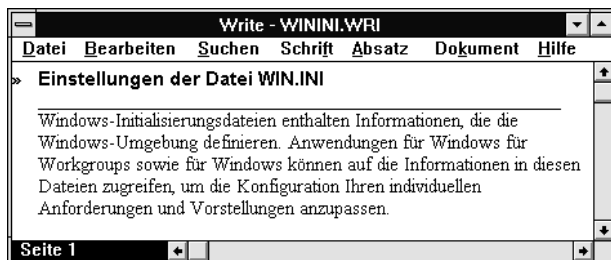 Write - WININI.WRI
Datei Bearbeiten Suchen Schrift Absatz Dokument Hilfe
» Einstellungen der Datei WIN.INI
Windows-Initialisierungsdateien enthalten Informationen, die die
Windows-Umgebung definieren. Anwendungen für Windows für
Workgroups sowie für Windows können auf die Informationen in diesen
Dateien zugreifen, um die Konfiguration Ihren individuellen
Anforderungen und Vorstellungen anzupassen.
Seite 1